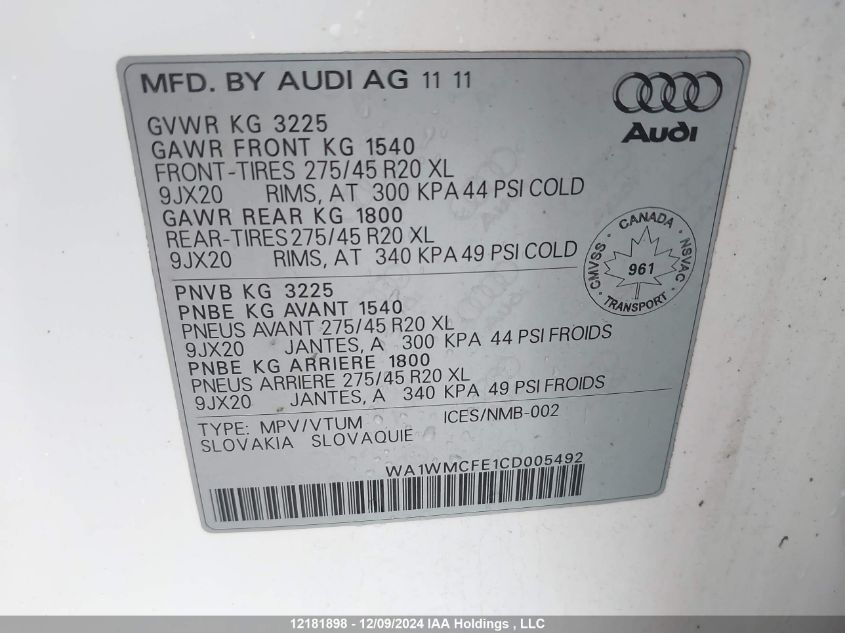 MFD. BY AUDI AG 11 11
Audi
GVWR KG 3225
GAWR FRONT KG 1540
FRONT-TIRES 275/45 R20 XL
9JX20 RIMS, AT 300 KPA 44 PSI COLD
GAWR REAR KG 1800
REAR-TIRES 275/45 R20 XL
9JX20 RIMS, AT 340 KPA 49 PSI COLD
CANADA
CMVSS
NSVAC
961
TRANSPORT
PNVB KG 3225
PNBE KG AVANT 1540
PNEUS AVANT 275/45 R20 XL
9JX20 JANTES, A 300 KPA 44 PSI FROIDS
PNBE KG ARRIERE 1800
PNEUS ARRIERE 275/45 R20 XL
9JX20 JANTES, A 340 KPA 49 PSI FROIDS
TYPE: MPV/VTUM ICES/NMB-002
SLOVAKIA SLOVAQUIE
WA1WMCFE1CD005492
12181898 - 12/09/2024 IAA Holdings , LLC